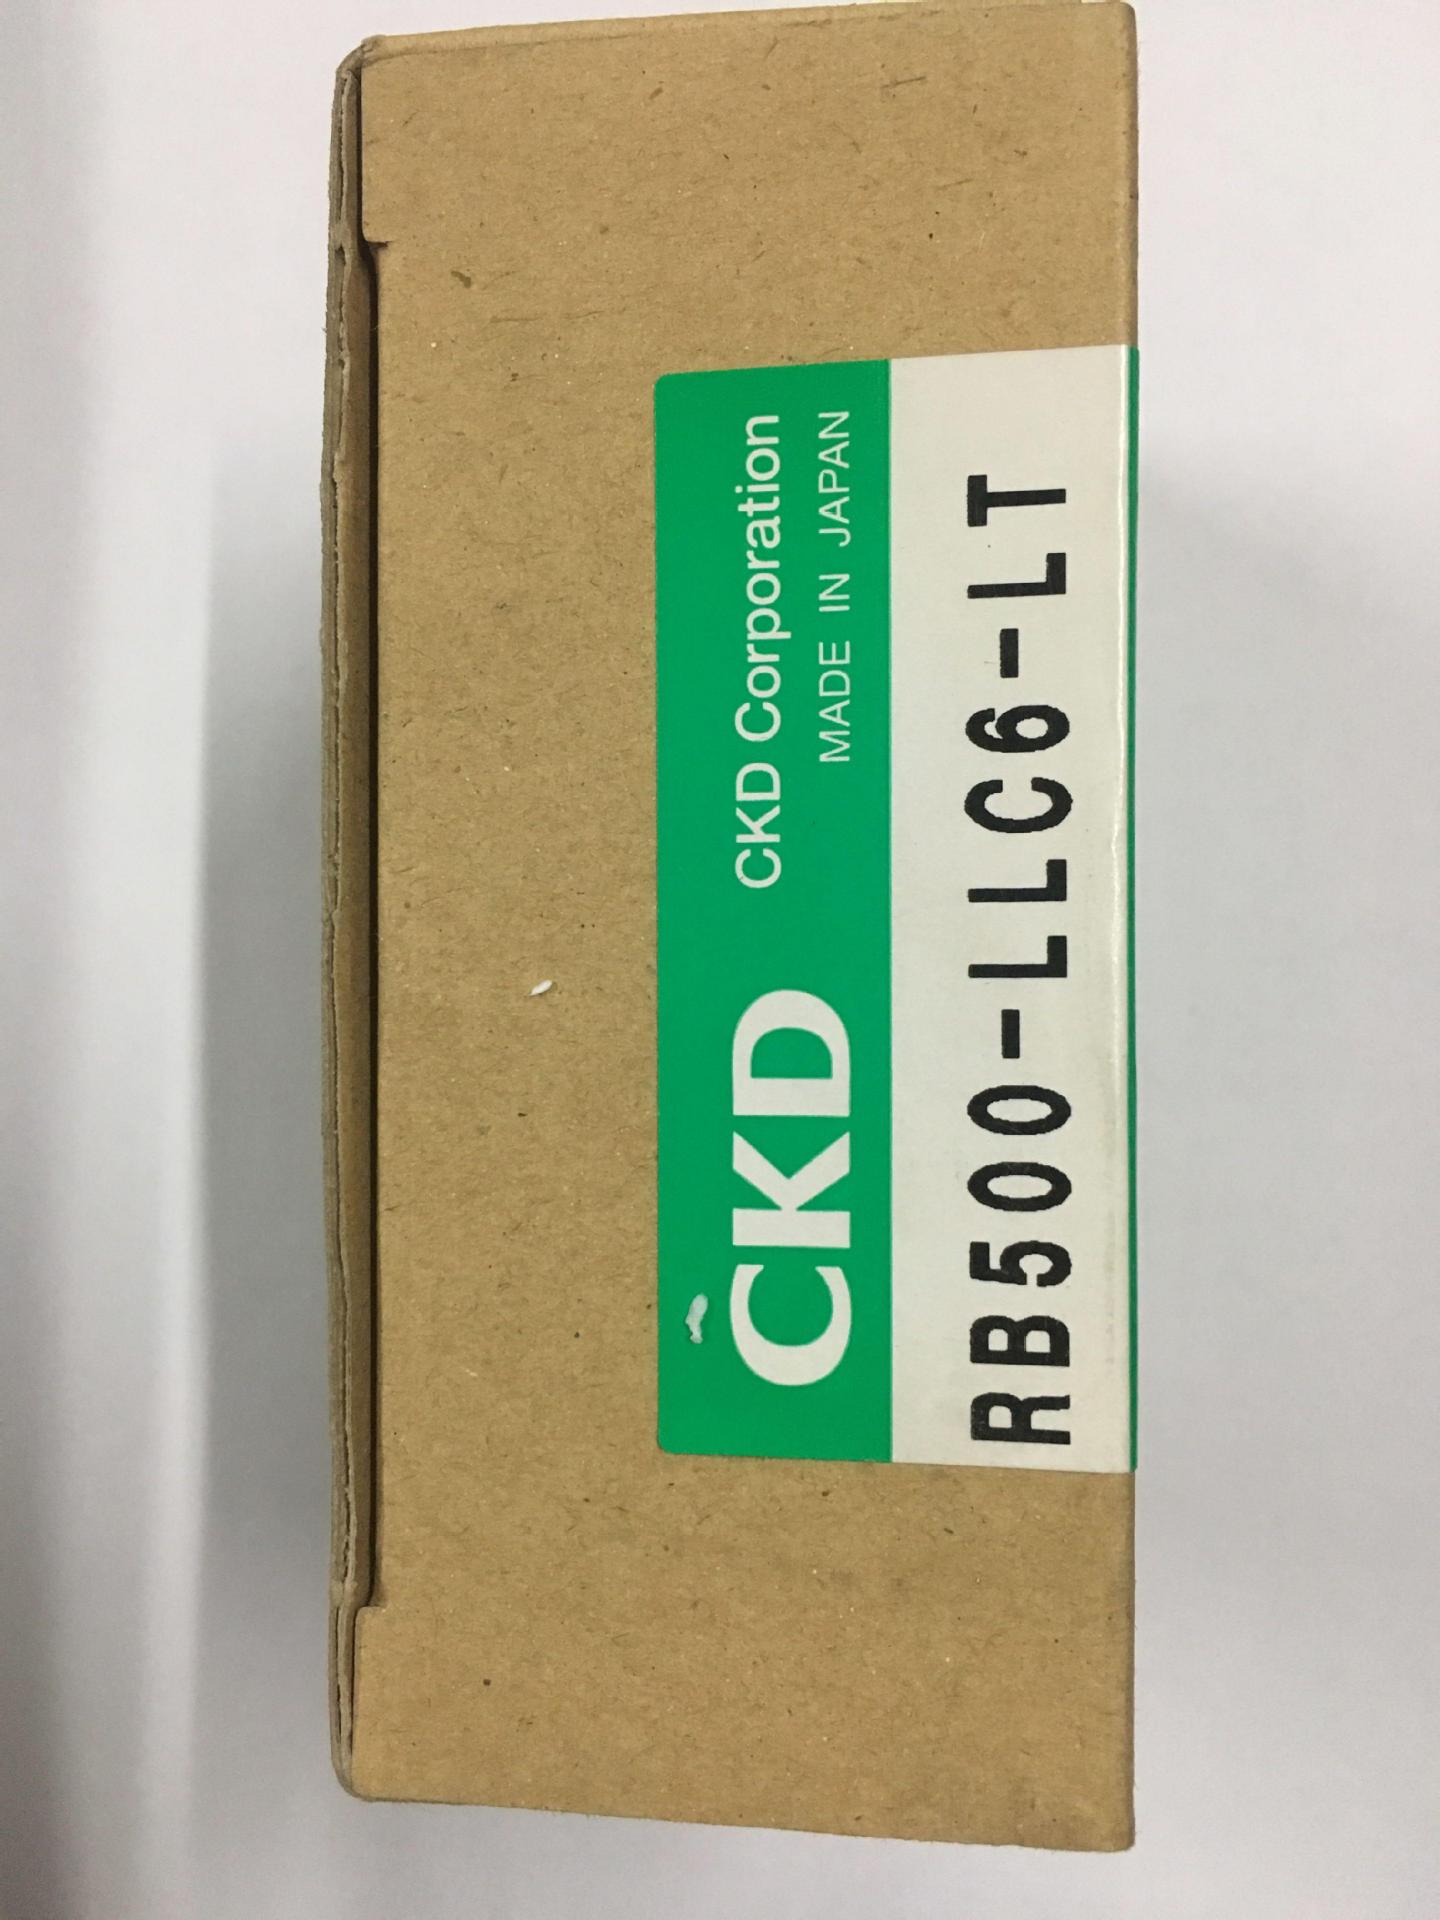 CKD
CKD Corporation
MADE IN JAPAN
RB500-LLC6-LT